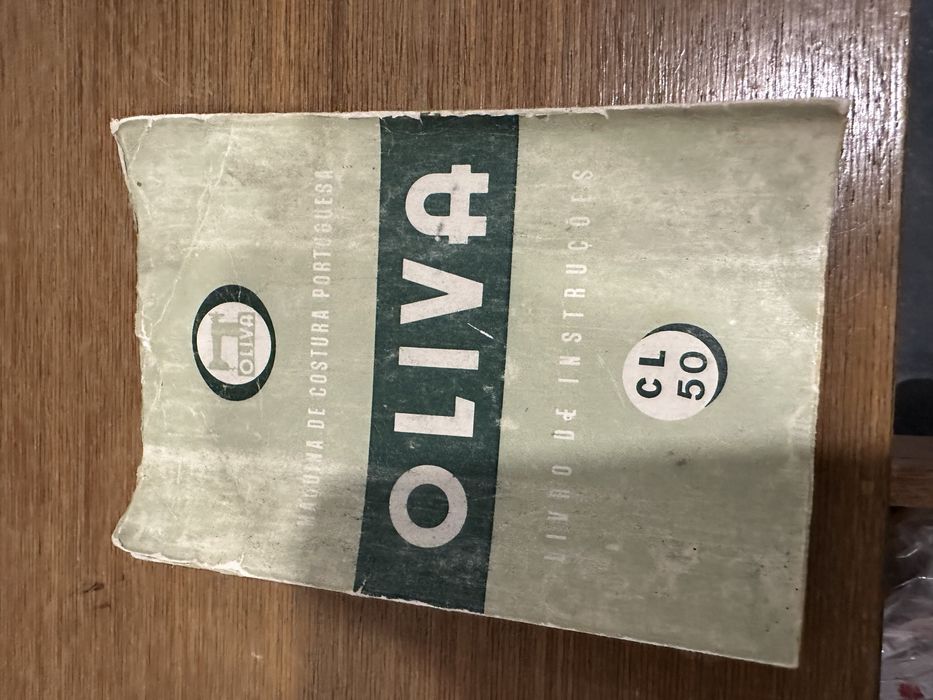 OLIVA
MÁQUINA DE COSTURA PORTUGUESA
OLIVA
LIVRO DE INSTRUÇÕES
CL
50